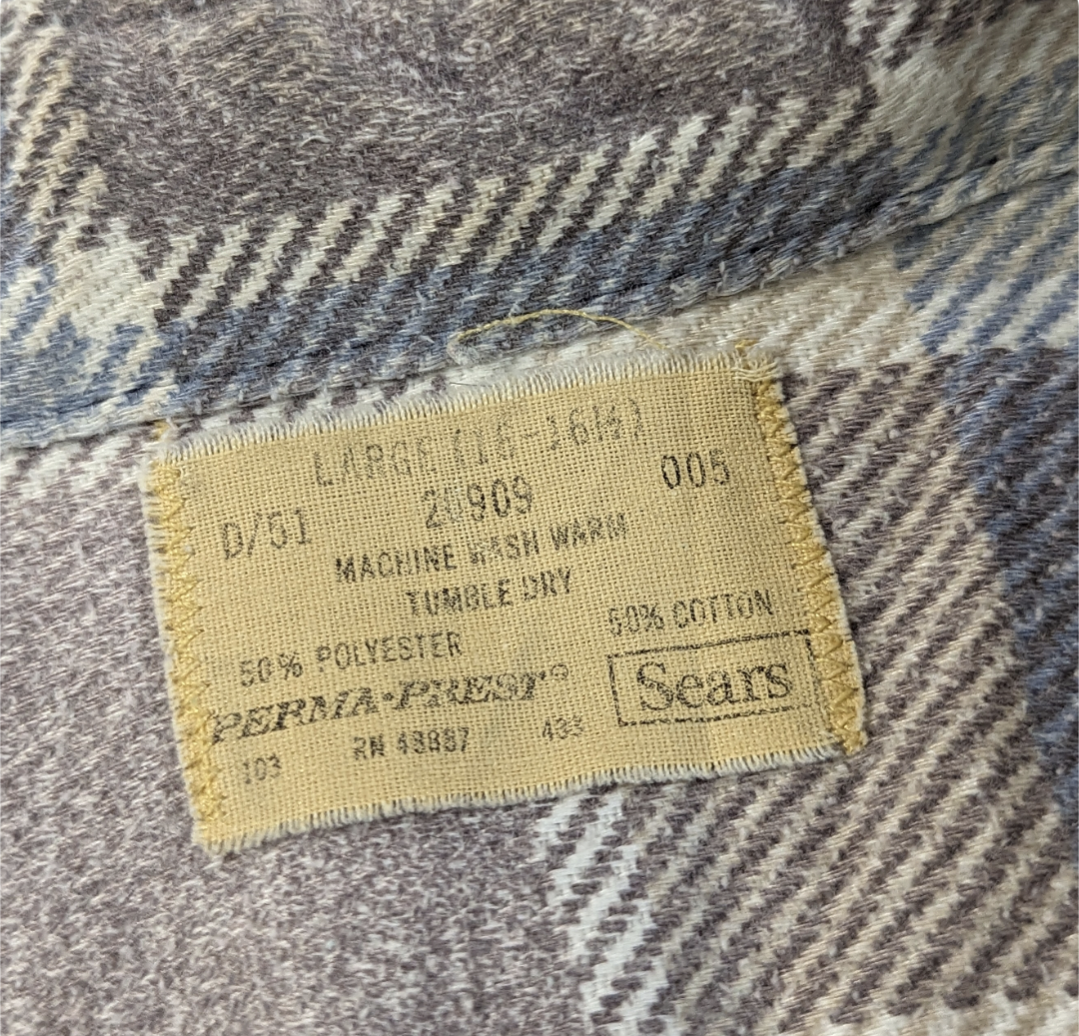 LARGE (16-16½)
D/51 20909 005
MACHINE WASH WARM
TUMBLE DRY
50% POLYESTER 50% COTTON
PERMA·PREST® Sears
103 RN 43887 433